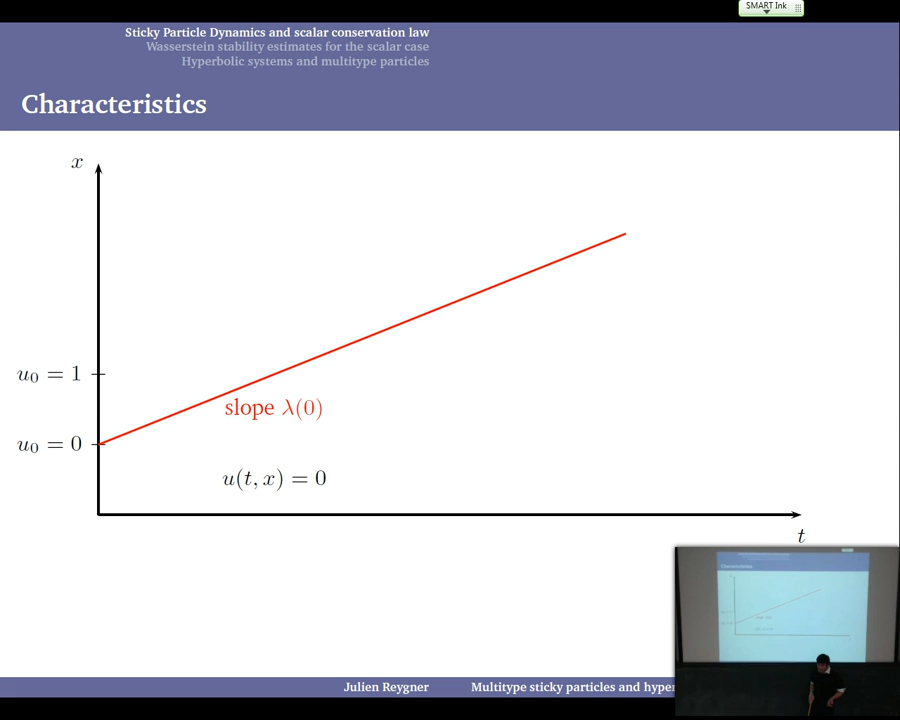 SMART Ink
Sticky Particle Dynamics and scalar conservation law
Wasserstein stability estimates for the scalar case
Hyperbolic systems and multitype particles
Characteristics
x
u₀ = 1
slope λ(0)
u₀ = 0
u(t, x) = 0
t
Characteristics
Julien Reygner
Multitype sticky particles and hyper